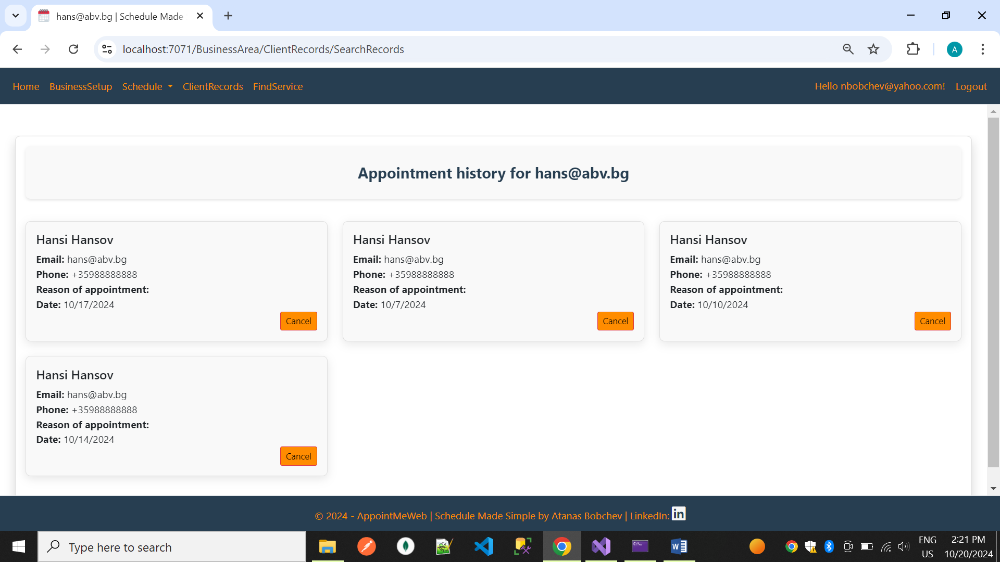 hans@abv.bg | Schedule Made
localhost:7071/BusinessArea/ClientRecords/SearchRecords
A
Home BusinessSetup Schedule ClientRecords FindService Hello nbobchev@yahoo.com! Logout
Appointment history for hans@abv.bg
Hansi Hansov
Email: hans@abv.bg
Phone: +35988888888
Reason of appointment:
Date: 10/17/2024
Cancel
Hansi Hansov
Email: hans@abv.bg
Phone: +35988888888
Reason of appointment:
Date: 10/7/2024
Cancel
Hansi Hansov
Email: hans@abv.bg
Phone: +35988888888
Reason of appointment:
Date: 10/10/2024
Cancel
Hansi Hansov
Email: hans@abv.bg
Phone: +35988888888
Reason of appointment:
Date: 10/14/2024
Cancel
© 2024 - AppointMeWeb | Schedule Made Simple by Atanas Bobchev | LinkedIn: in
Type here to search
ENG
US
2:21 PM
10/20/2024